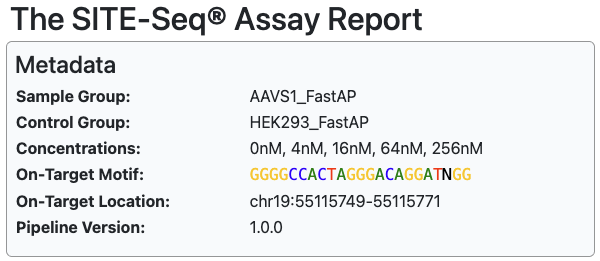 The SITE-Seq® Assay Report
Metadata
Sample Group: AAVS1_FastAP
Control Group: HEK293_FastAP
Concentrations: 0nM, 4nM, 16nM, 64nM, 256nM
On-Target Motif: GGGGCCACTAGGGACAGGATNGG
On-Target Location: chr19:55115749-55115771
Pipeline Version: 1.0.0